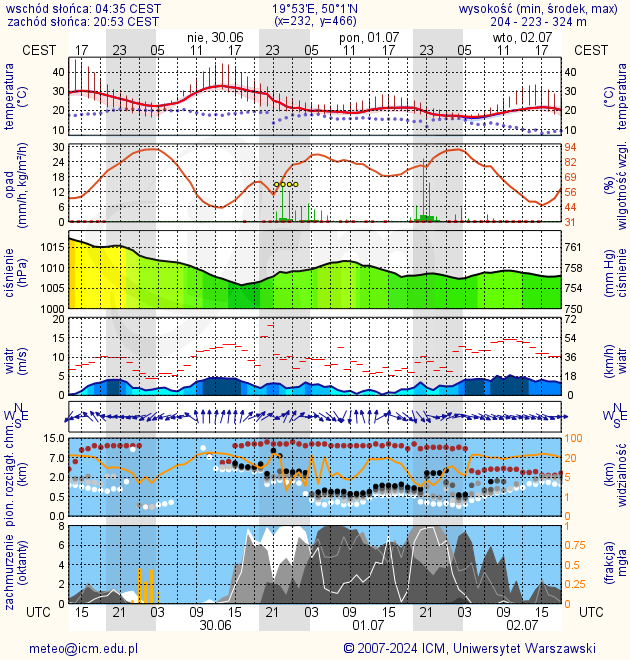 wschód słońca: 04:35 CEST 19°53'E, 50°1'N wysokość (min, środek, max)
zachód słońca: 20:53 CEST (x=232, y=466) 204 - 223 - 324 m
nie, 30.06 pon, 01.07 wto, 02.07
CEST 17 23 05 11 17 23 05 11 17 23 05 11 17 CEST
temperatura (°C) 40 30 20 10 40 30 20 10 temperatura (°C)
opad (mm/h, kg/m²/h) 30 24 18 12 6 0 94 81 69 56 44 31 (%) wilgotność wzgl.
ciśnienie (hPa) 1015 1010 1005 1000 761 758 754 750 (mm Hg) ciśnienie
wiatr (m/s) 20 15 10 5 0 72 54 36 18 0 (km/h) wiatr
N W E S N W E S
pion. rozciągł. chm. (km) 15.0 7.0 2.0 0.5 0.0 100 20 5 1 0 (km) widzialność
zachmurzenie (oktanty) 8 6 4 2 0 1 0.75 0.5 0.25 0 (frakcja) mgła
UTC 15 21 03 09 15 21 03 09 15 21 03 09 15 UTC
30.06 01.07 02.07
meteo@icm.edu.pl © 2007-2024 ICM, Uniwersytet Warszawski